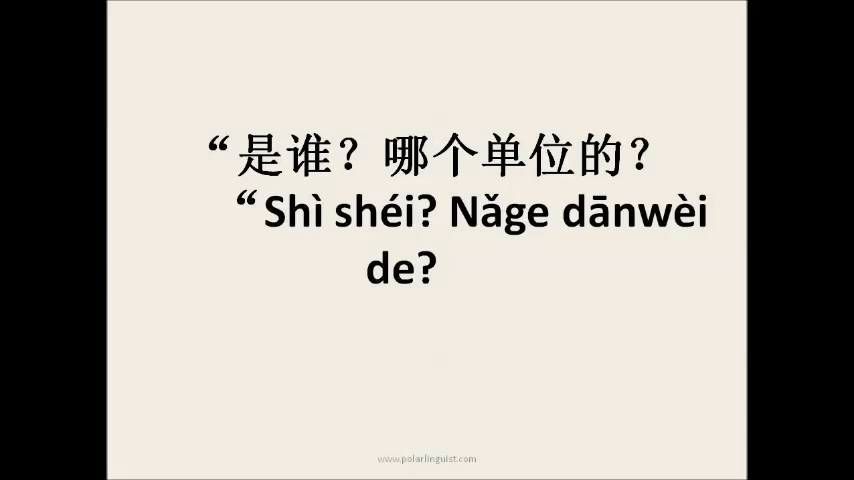 “是谁？哪个单位的？
“Shì shéi? Nǎge dānwèi
de?
www.polarlinguist.com